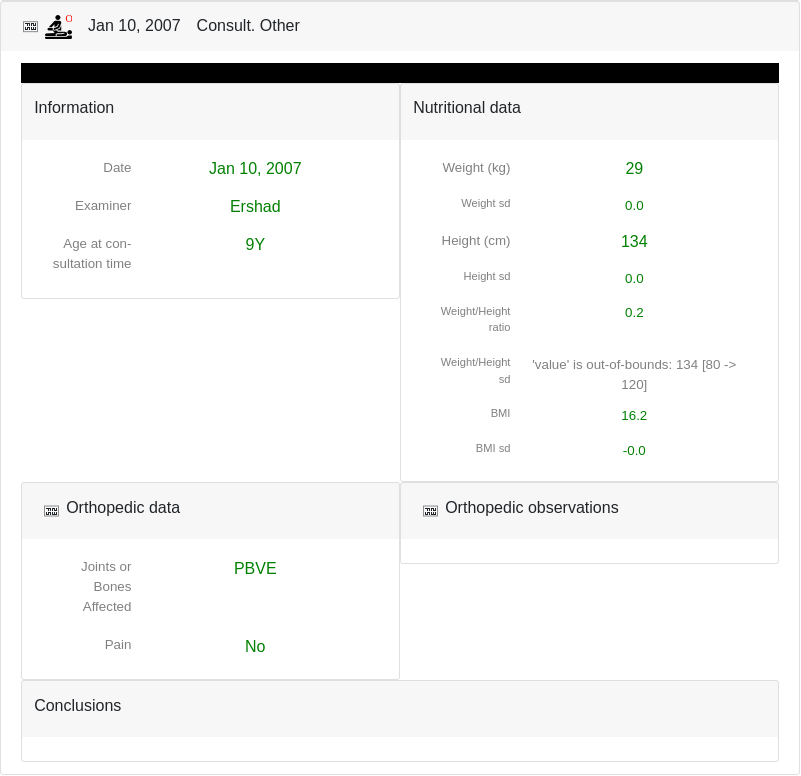 Jan 10, 2007 Consult. Other
Information
Date Jan 10, 2007
Examiner Ershad
Age at con-
sultation time 9Y
Nutritional data
Weight (kg) 29
Weight sd 0.0
Height (cm) 134
Height sd 0.0
Weight/Height
ratio 0.2
Weight/Height
sd 'value' is out-of-bounds: 134 [80 ->
120]
BMI 16.2
BMI sd -0.0
Orthopedic data
Joints or
Bones
Affected PBVE
Pain No
Orthopedic observations
Conclusions